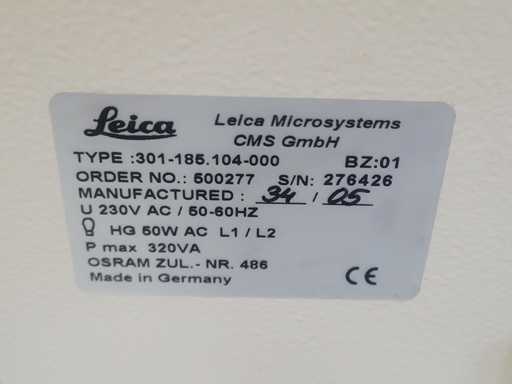 Leica
Leica Microsystems
CMS GmbH
TYPE :301-185.104-000 BZ:01
ORDER NO.: 500277 S/N: 276426
MANUFACTURED : 34 / 05
U 230V AC / 50-60HZ
HG 50W AC L1 / L2
P max 320VA
OSRAM ZUL.- NR. 486
Made in Germany CE